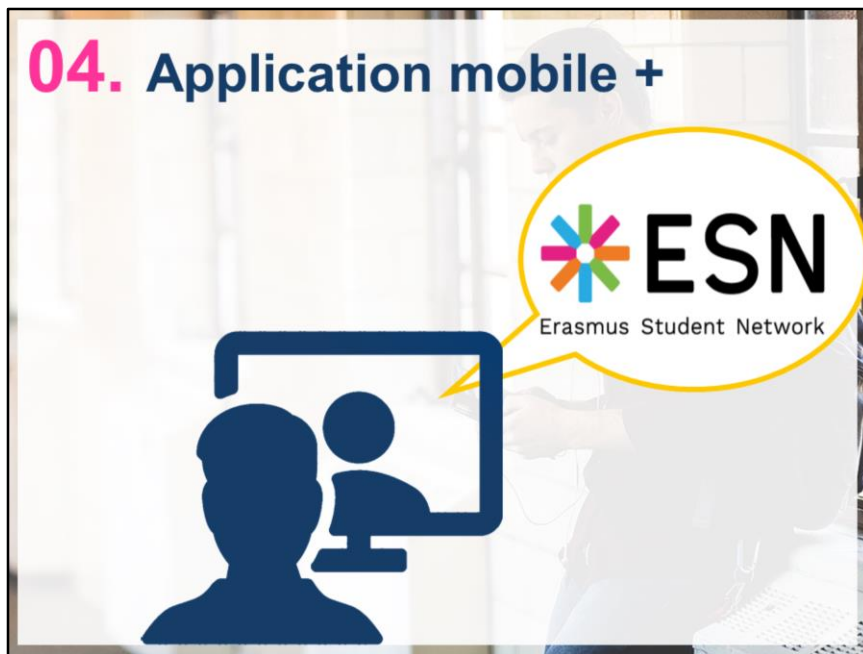 04. Application mobile +
ESN
Erasmus Student Network